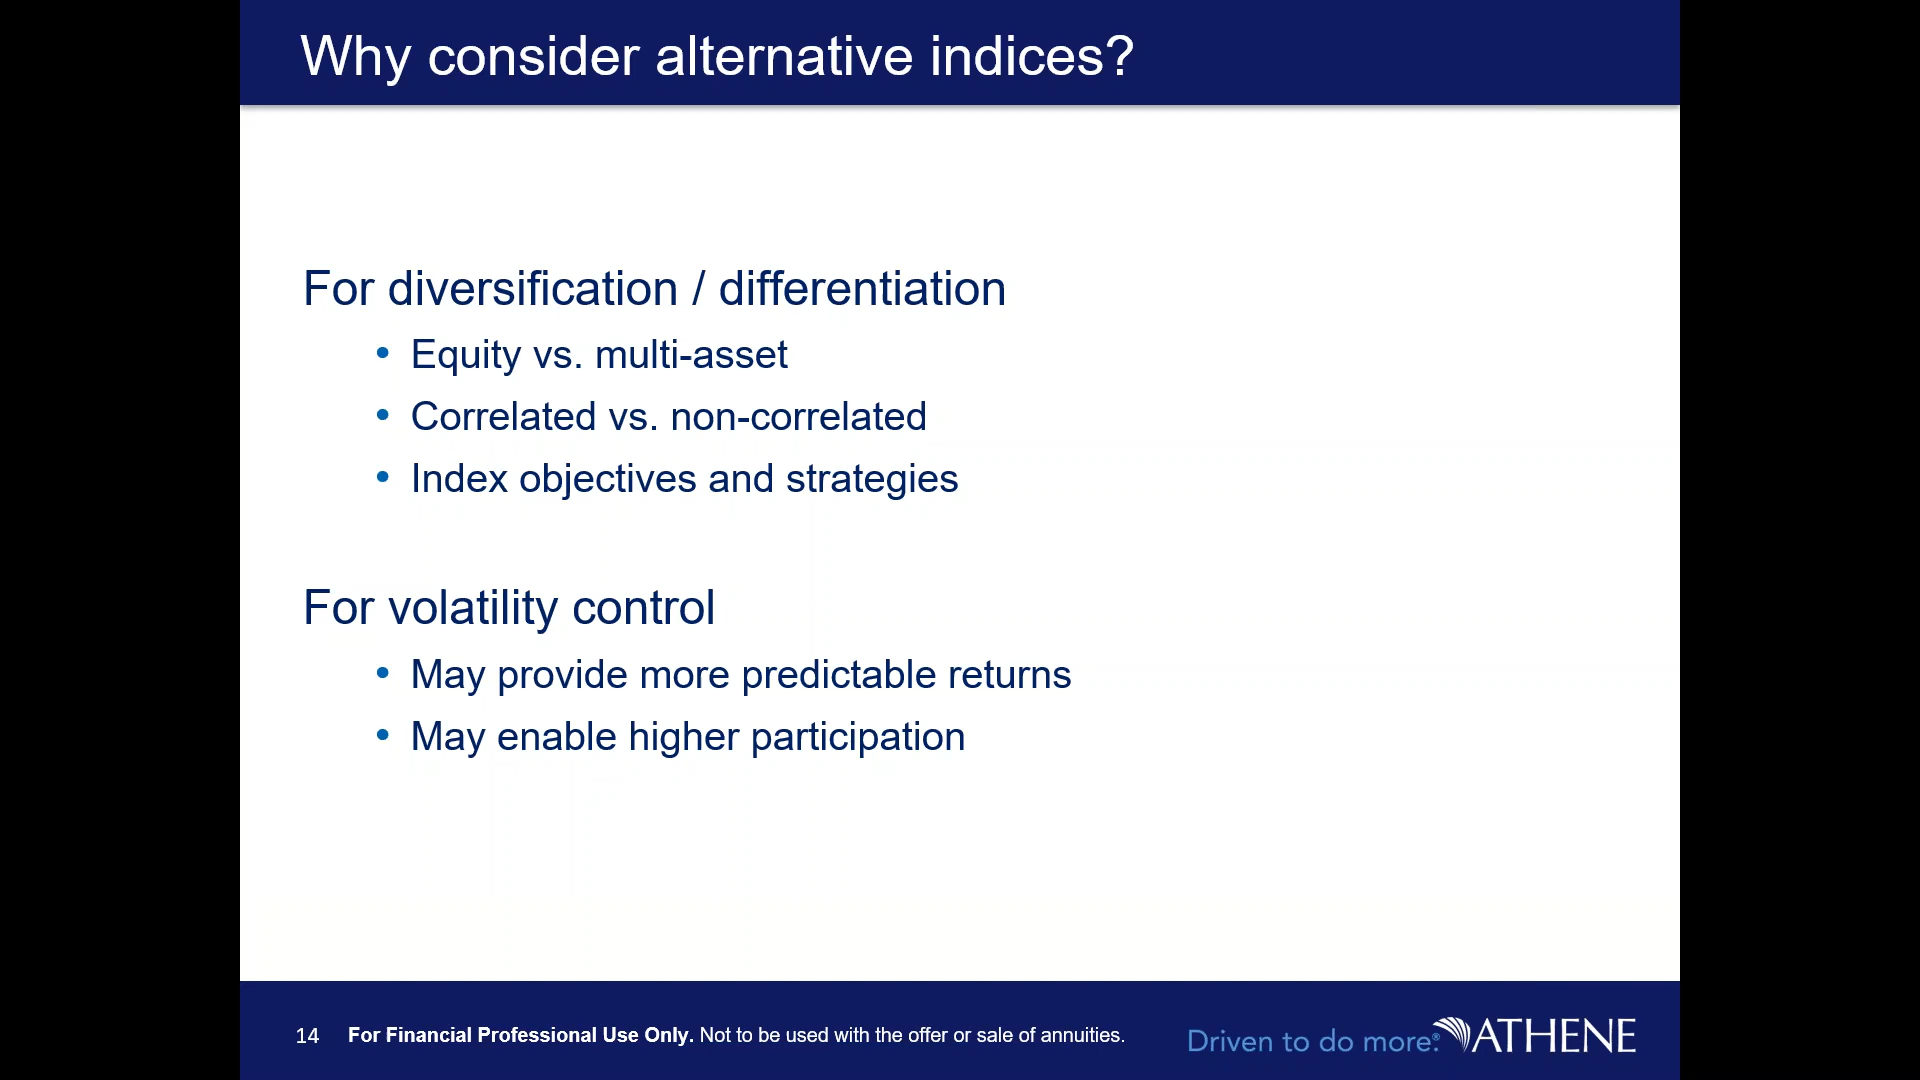 Why consider alternative indices?
For diversification / differentiation
• Equity vs. multi-asset
• Correlated vs. non-correlated
• Index objectives and strategies
For volatility control
• May provide more predictable returns
• May enable higher participation
14 For Financial Professional Use Only. Not to be used with the offer or sale of annuities.
Driven to do more.® ATHENE